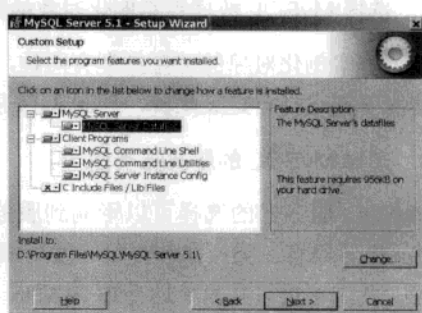 MySQL Server 5.1 - Setup Wizard
Custom Setup
Select the program features you want installed.
Click on an icon in the list below to change how a feature is installed.
MySQL Server
MySQL Server Datafiles
Client Programs
MySQL Command Line Shell
MySQL Command Line Utilities
MySQL Server Instance Config
C Include Files / Lib Files
Feature Description
The MySQL Server's datafiles
This feature requires 956KB on
your hard drive.
Install to:
D:\Program Files\MySQL\MySQL Server 5.1\
Change...
Help
< Back
Next >
Cancel